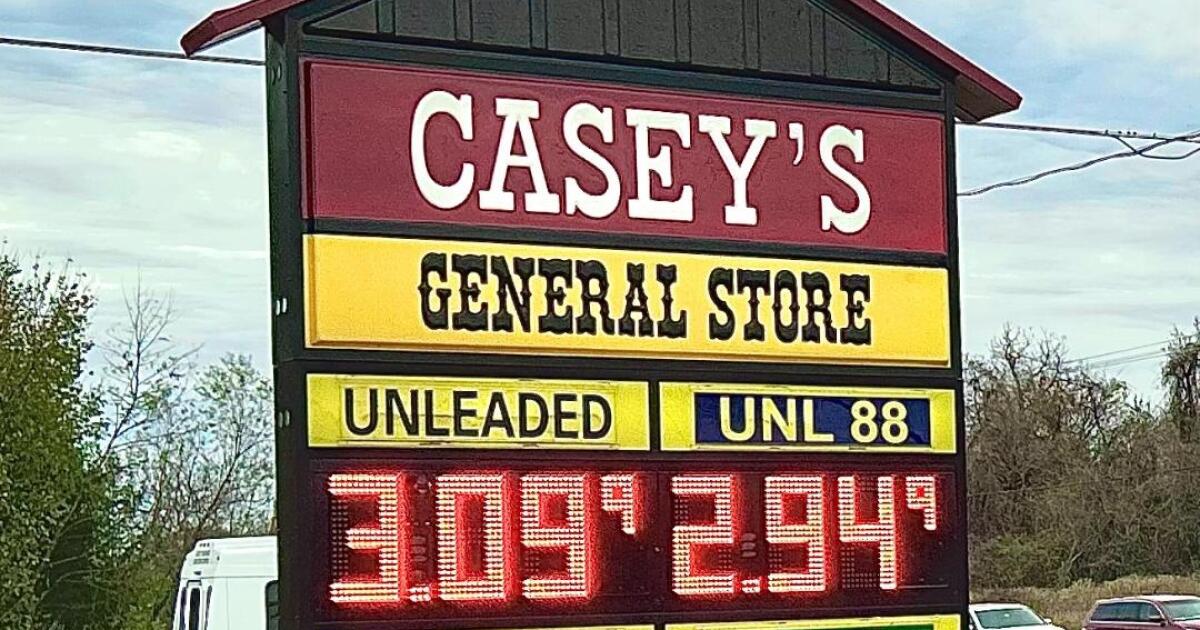 CASEY'S
GENERAL STORE
UNLEADED UNL 88
3.09⁹ 2.94⁹